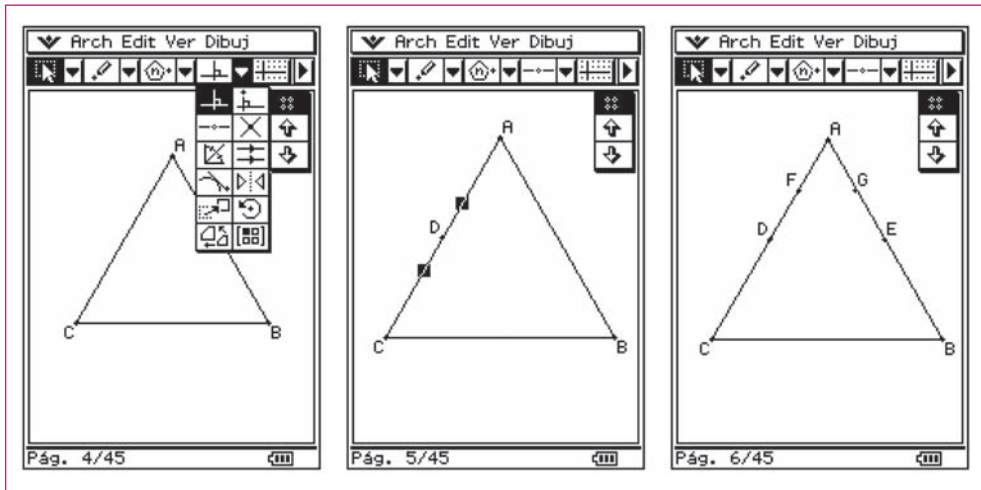 Arch Edit Ver Dibuj
A
C
B
Pág. 4/45
Arch Edit Ver Dibuj
A
D
C
B
Pág. 5/45
Arch Edit Ver Dibuj
A
F G
D E
C
B
Pág. 6/45